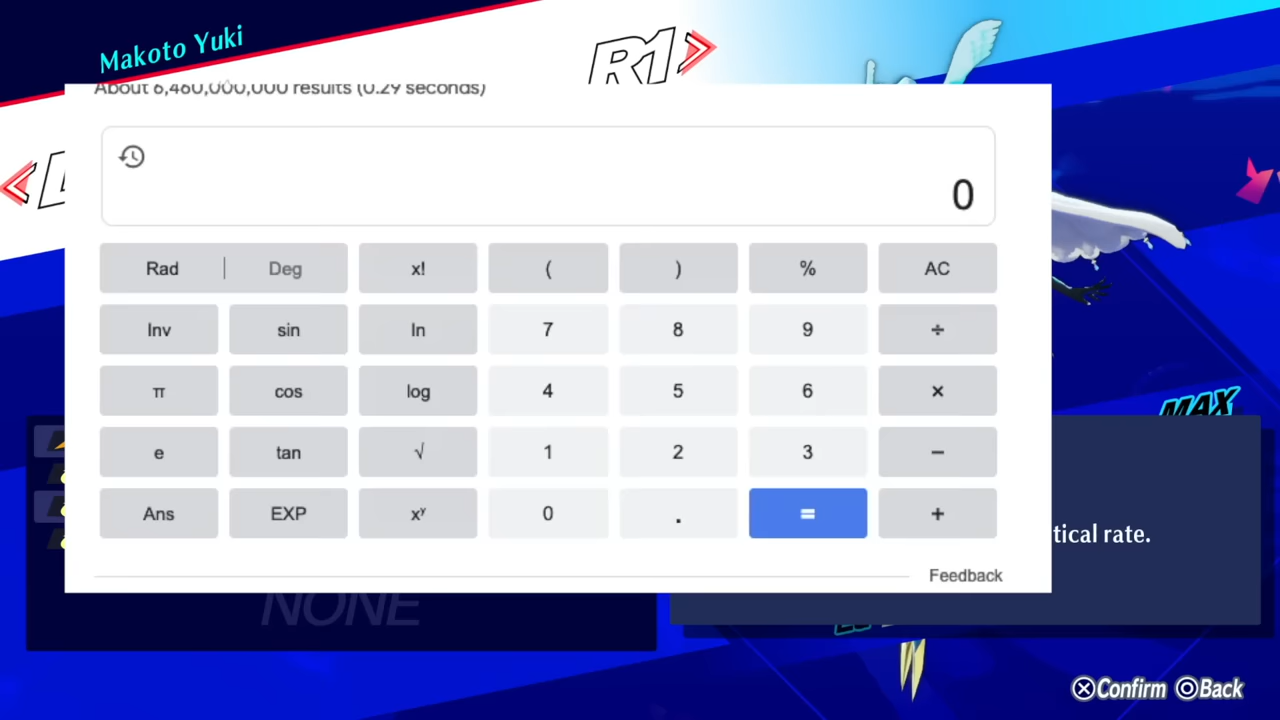 Makoto Yuki
R1
About 6,460,000,000 results (0.29 seconds)
0
Rad Deg x! ( ) % AC
Inv sin ln 7 8 9 ÷
π cos log 4 5 6 ×
MAX
e tan √ 1 2 3 −
Ans EXP xʸ 0 . = +
tical rate.
Feedback
NONE
Confirm Back